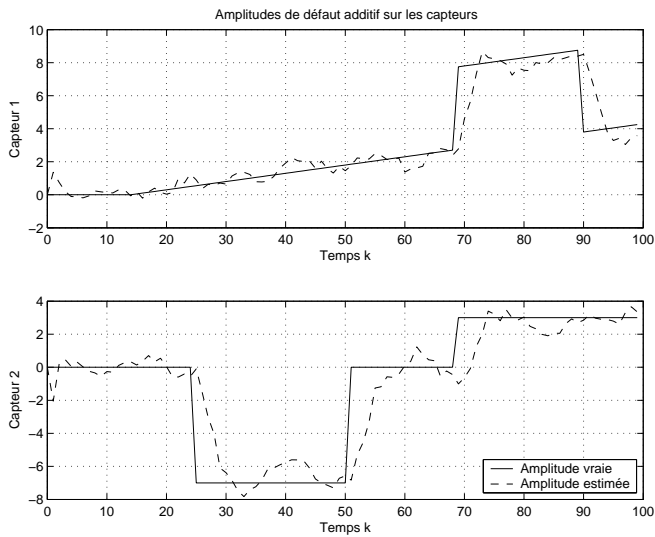 Amplitudes de défaut additif sur les capteurs
10
8
6
4
2
0
−2
Capteur 1
0 10 20 30 40 50 60 70 80 90 100
Temps k
4
2
0
−2
−4
−6
−8
Capteur 2
Amplitude vraie
Amplitude estimée
0 10 20 30 40 50 60 70 80 90 100
Temps k